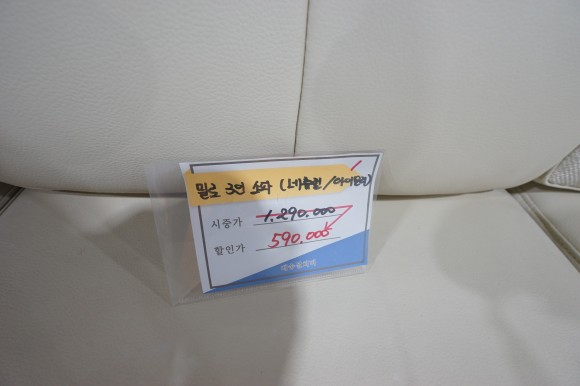 밀로 3인 소파 (네츄럴/아이보리)
시중가 1,290,000
할인가 590,000